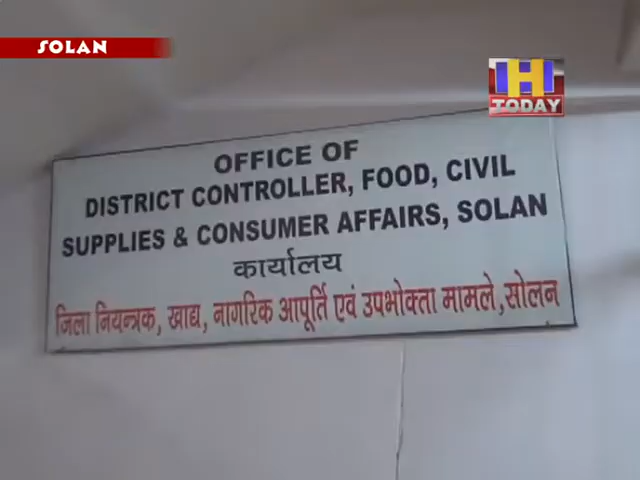 SOLAN
H
TODAY
OFFICE OF
DISTRICT CONTROLLER, FOOD, CIVIL
SUPPLIES & CONSUMER AFFAIRS, SOLAN
कार्यालय
जिला नियन्त्रक, खाद्य, नागरिक आपूर्ति एवं उपभोक्ता मामले, सोलन